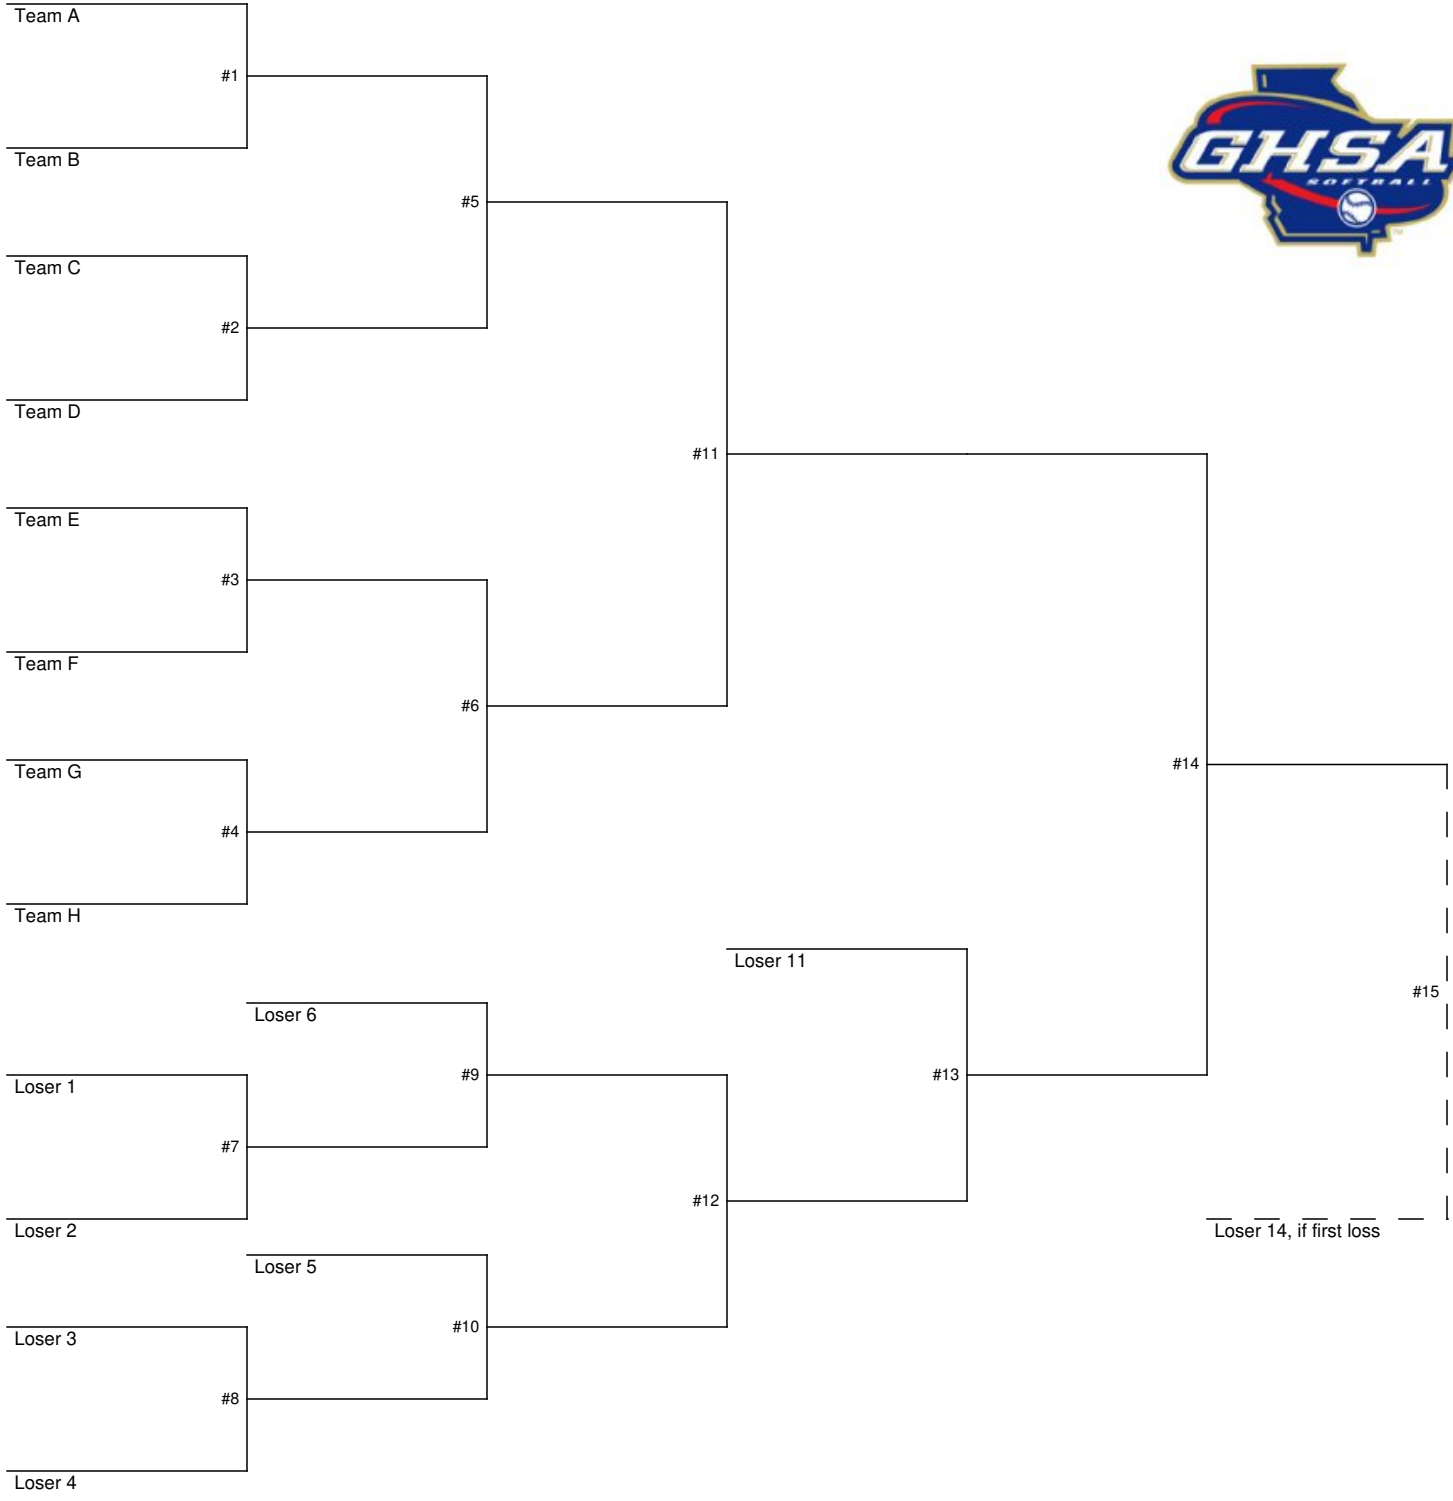 Team A
#1
Team B
#5
Team C
#2
Team D
#11
Team E
#3
Team F
#6
Team G
#4
Team H
#14
GHSA
SOFTBALL
TM
Loser 11
Loser 6
#9
#13
#15
Loser 1
#7
#12
Loser 2
Loser 14, if first loss
Loser 5
#10
Loser 3
#8
Loser 4